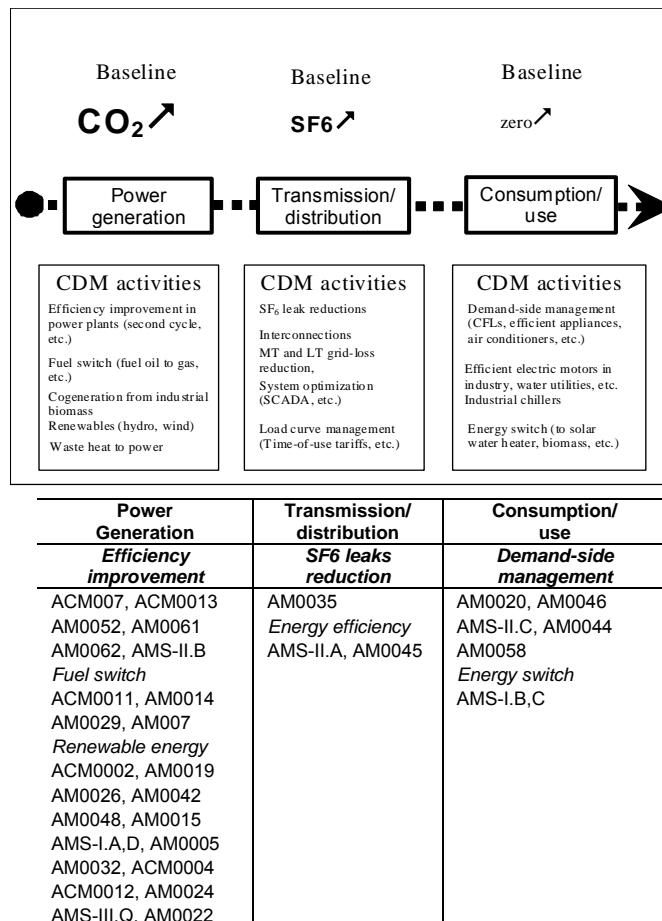 Baseline
CO₂↗
Baseline
SF6↗
Baseline
zero↗
Power
generation
Transmission/
distribution
Consumption/
use
CDM activities
Efficiency improvement in
power plants (second cycle,
etc.)
Fuel switch (fuel oil to gas,
etc.)
Cogeneration from industrial
biomass
Renewables (hydro, wind)
Waste heat to power
CDM activities
SF₆ leak reductions
Interconnections
MT and LT grid-loss
reduction,
System optimization
(SCADA, etc.)
Load curve management
(Time-of-use tariffs, etc.)
CDM activities
Demand-side management
(CFLs, efficient appliances,
air conditioners, etc.)
Efficient electric motors in
industry, water utilities, etc.
Industrial chillers
Energy switch (to solar
water heater, biomass, etc.)
Power
Generation
Transmission/
distribution
Consumption/
use
Efficiency
improvement
SF6 leaks
reduction
Demand-side
management
ACM007, ACM0013
AM0052, AM0061
AM0062, AMS-II.B
Fuel switch
ACM0011, AM0014
AM0029, AM007
Renewable energy
ACM0002, AM0019
AM0026, AM0042
AM0048, AM0015
AMS-I.A,D, AM0005
AM0032, ACM0004
ACM0012, AM0024
AMS-III.Q, AM0022
AM0035
Energy efficiency
AMS-II.A, AM0045
AM0020, AM0046
AMS-II.C, AM0044
AM0058
Energy switch
AMS-I.B,C